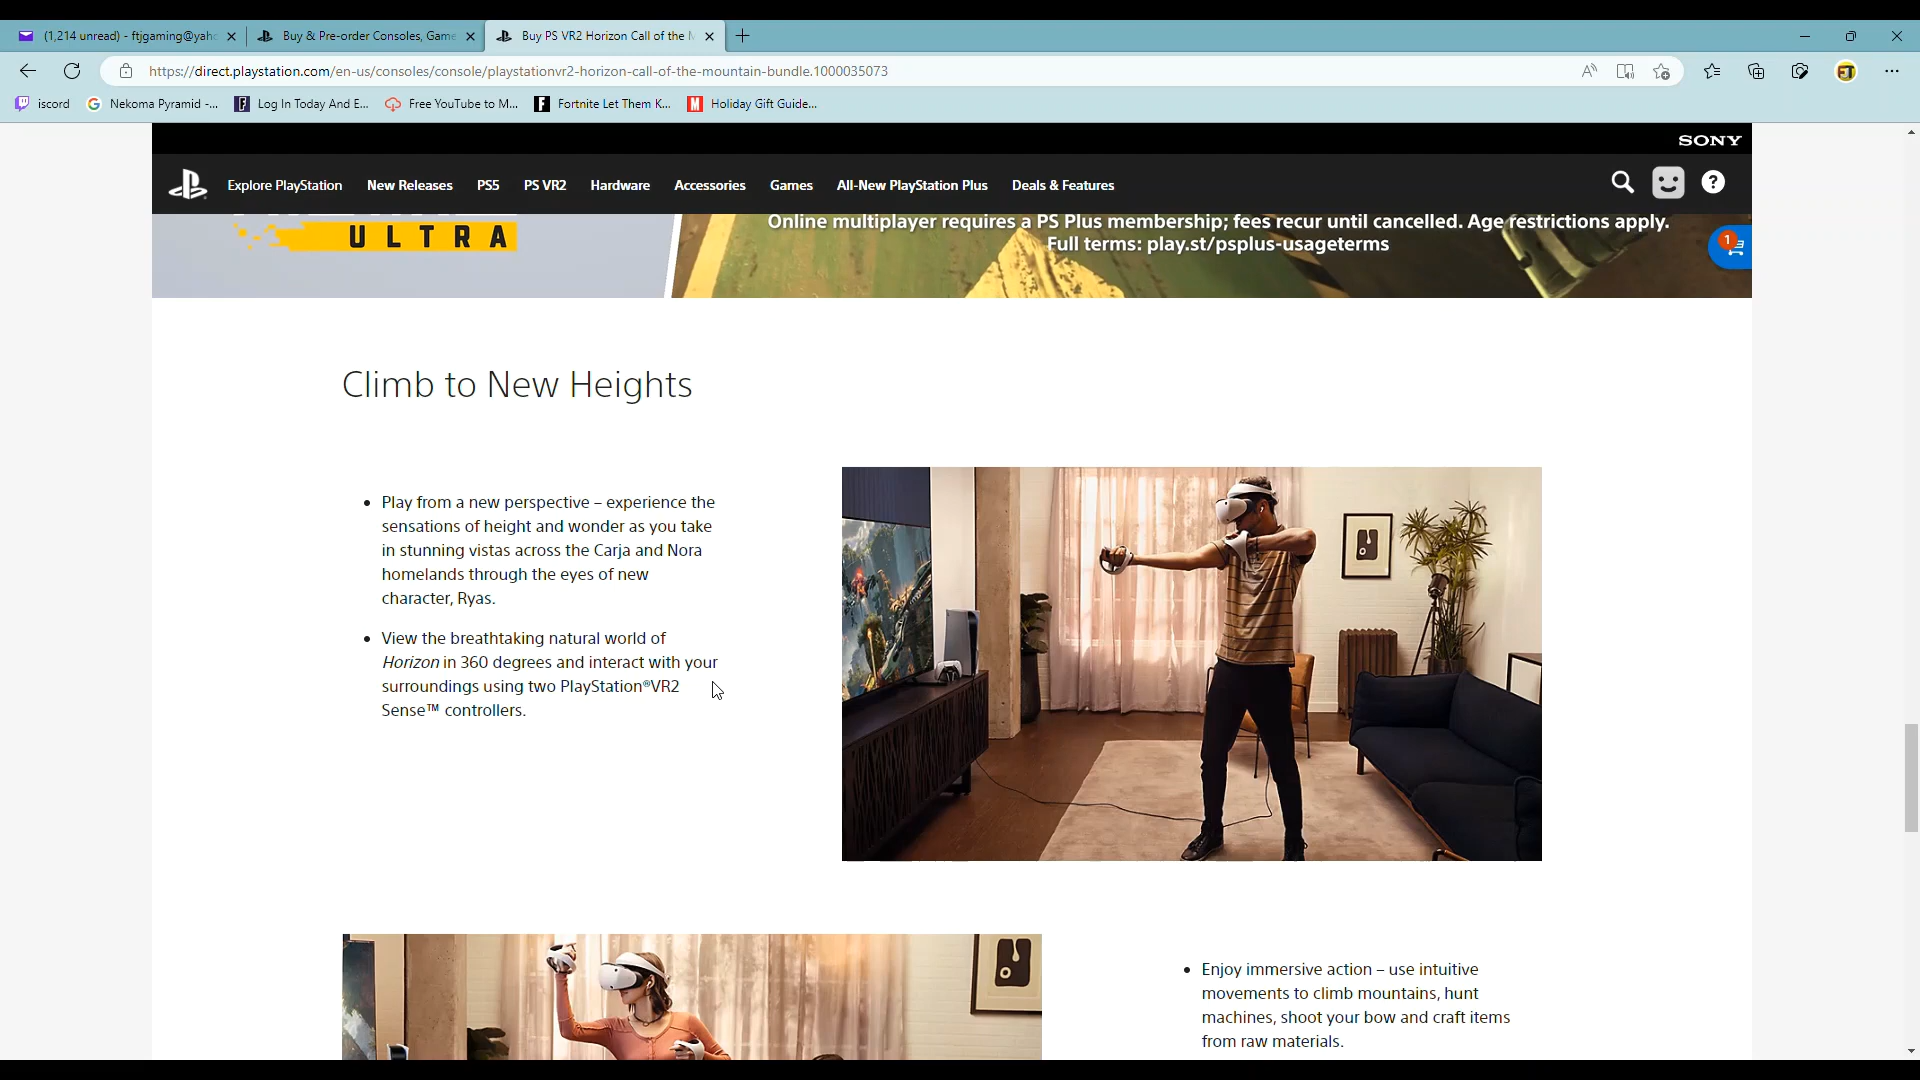 (1,214 unread) - ftjgaming@yah
Buy & Pre-order Consoles, Game
Buy PS VR2 Horizon Call of the M
https://direct.playstation.com/en-us/consoles/console/playstationvr2-horizon-call-of-the-mountain-bundle.1000035073
iscord
Nekoma Pyramid -...
Log In Today And E...
Free YouTube to M...
Fortnite Let Them K...
Holiday Gift Guide...
SONY
Explore PlayStation
New Releases
PS5
PS VR2
Hardware
Accessories
Games
All-New PlayStation Plus
Deals & Features
ULTRA
Online multiplayer requires a PS Plus membership; fees recur until cancelled. Age restrictions apply.
Full terms: play.st/psplus-usageterms
1
Climb to New Heights
• Play from a new perspective – experience the
sensations of height and wonder as you take
in stunning vistas across the Carja and Nora
homelands through the eyes of new
character, Ryas.
• View the breathtaking natural world of
Horizon in 360 degrees and interact with your
surroundings using two PlayStation®VR2
Sense™ controllers.
• Enjoy immersive action – use intuitive
movements to climb mountains, hunt
machines, shoot your bow and craft items
from raw materials.